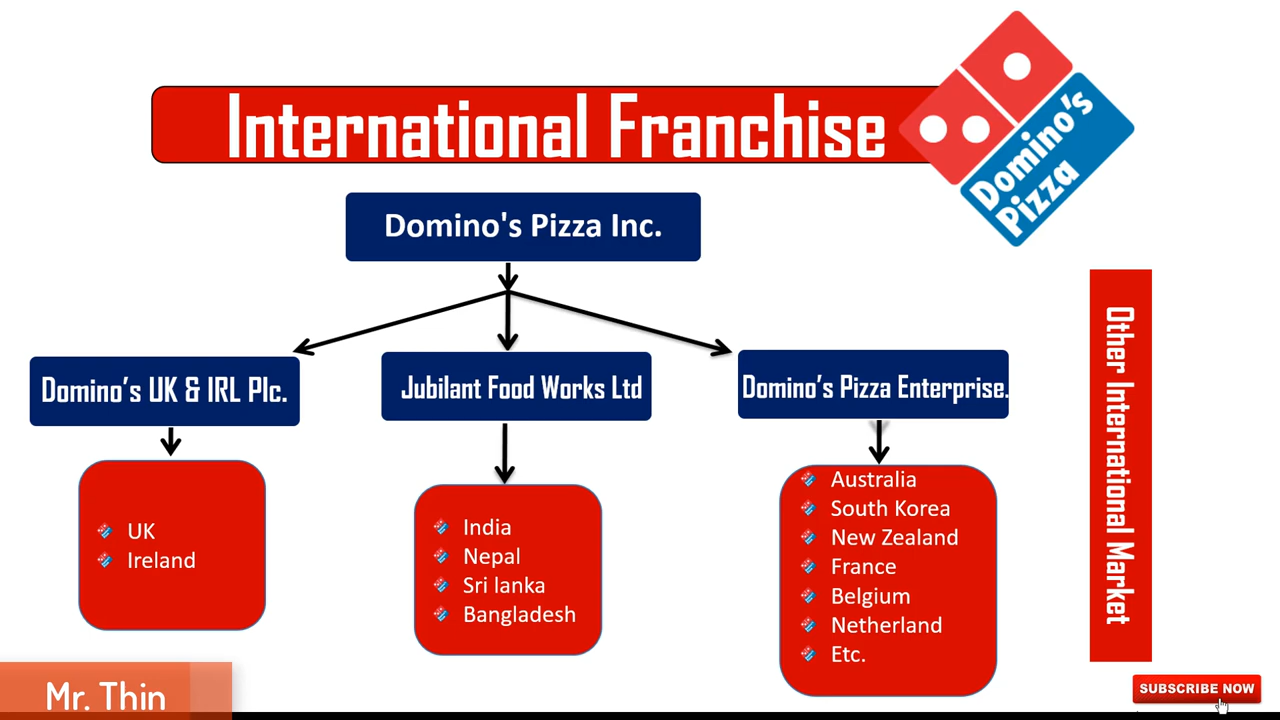 International Franchise
Domino's
Pizza
Domino's Pizza Inc.
Domino's UK & IRL Plc.
Jubilant Food Works Ltd
Domino's Pizza Enterprise.
UK
Ireland
India
Nepal
Sri lanka
Bangladesh
Australia
South Korea
New Zealand
France
Belgium
Netherland
Etc.
Other International Market
Mr. Thin
SUBSCRIBE NOW